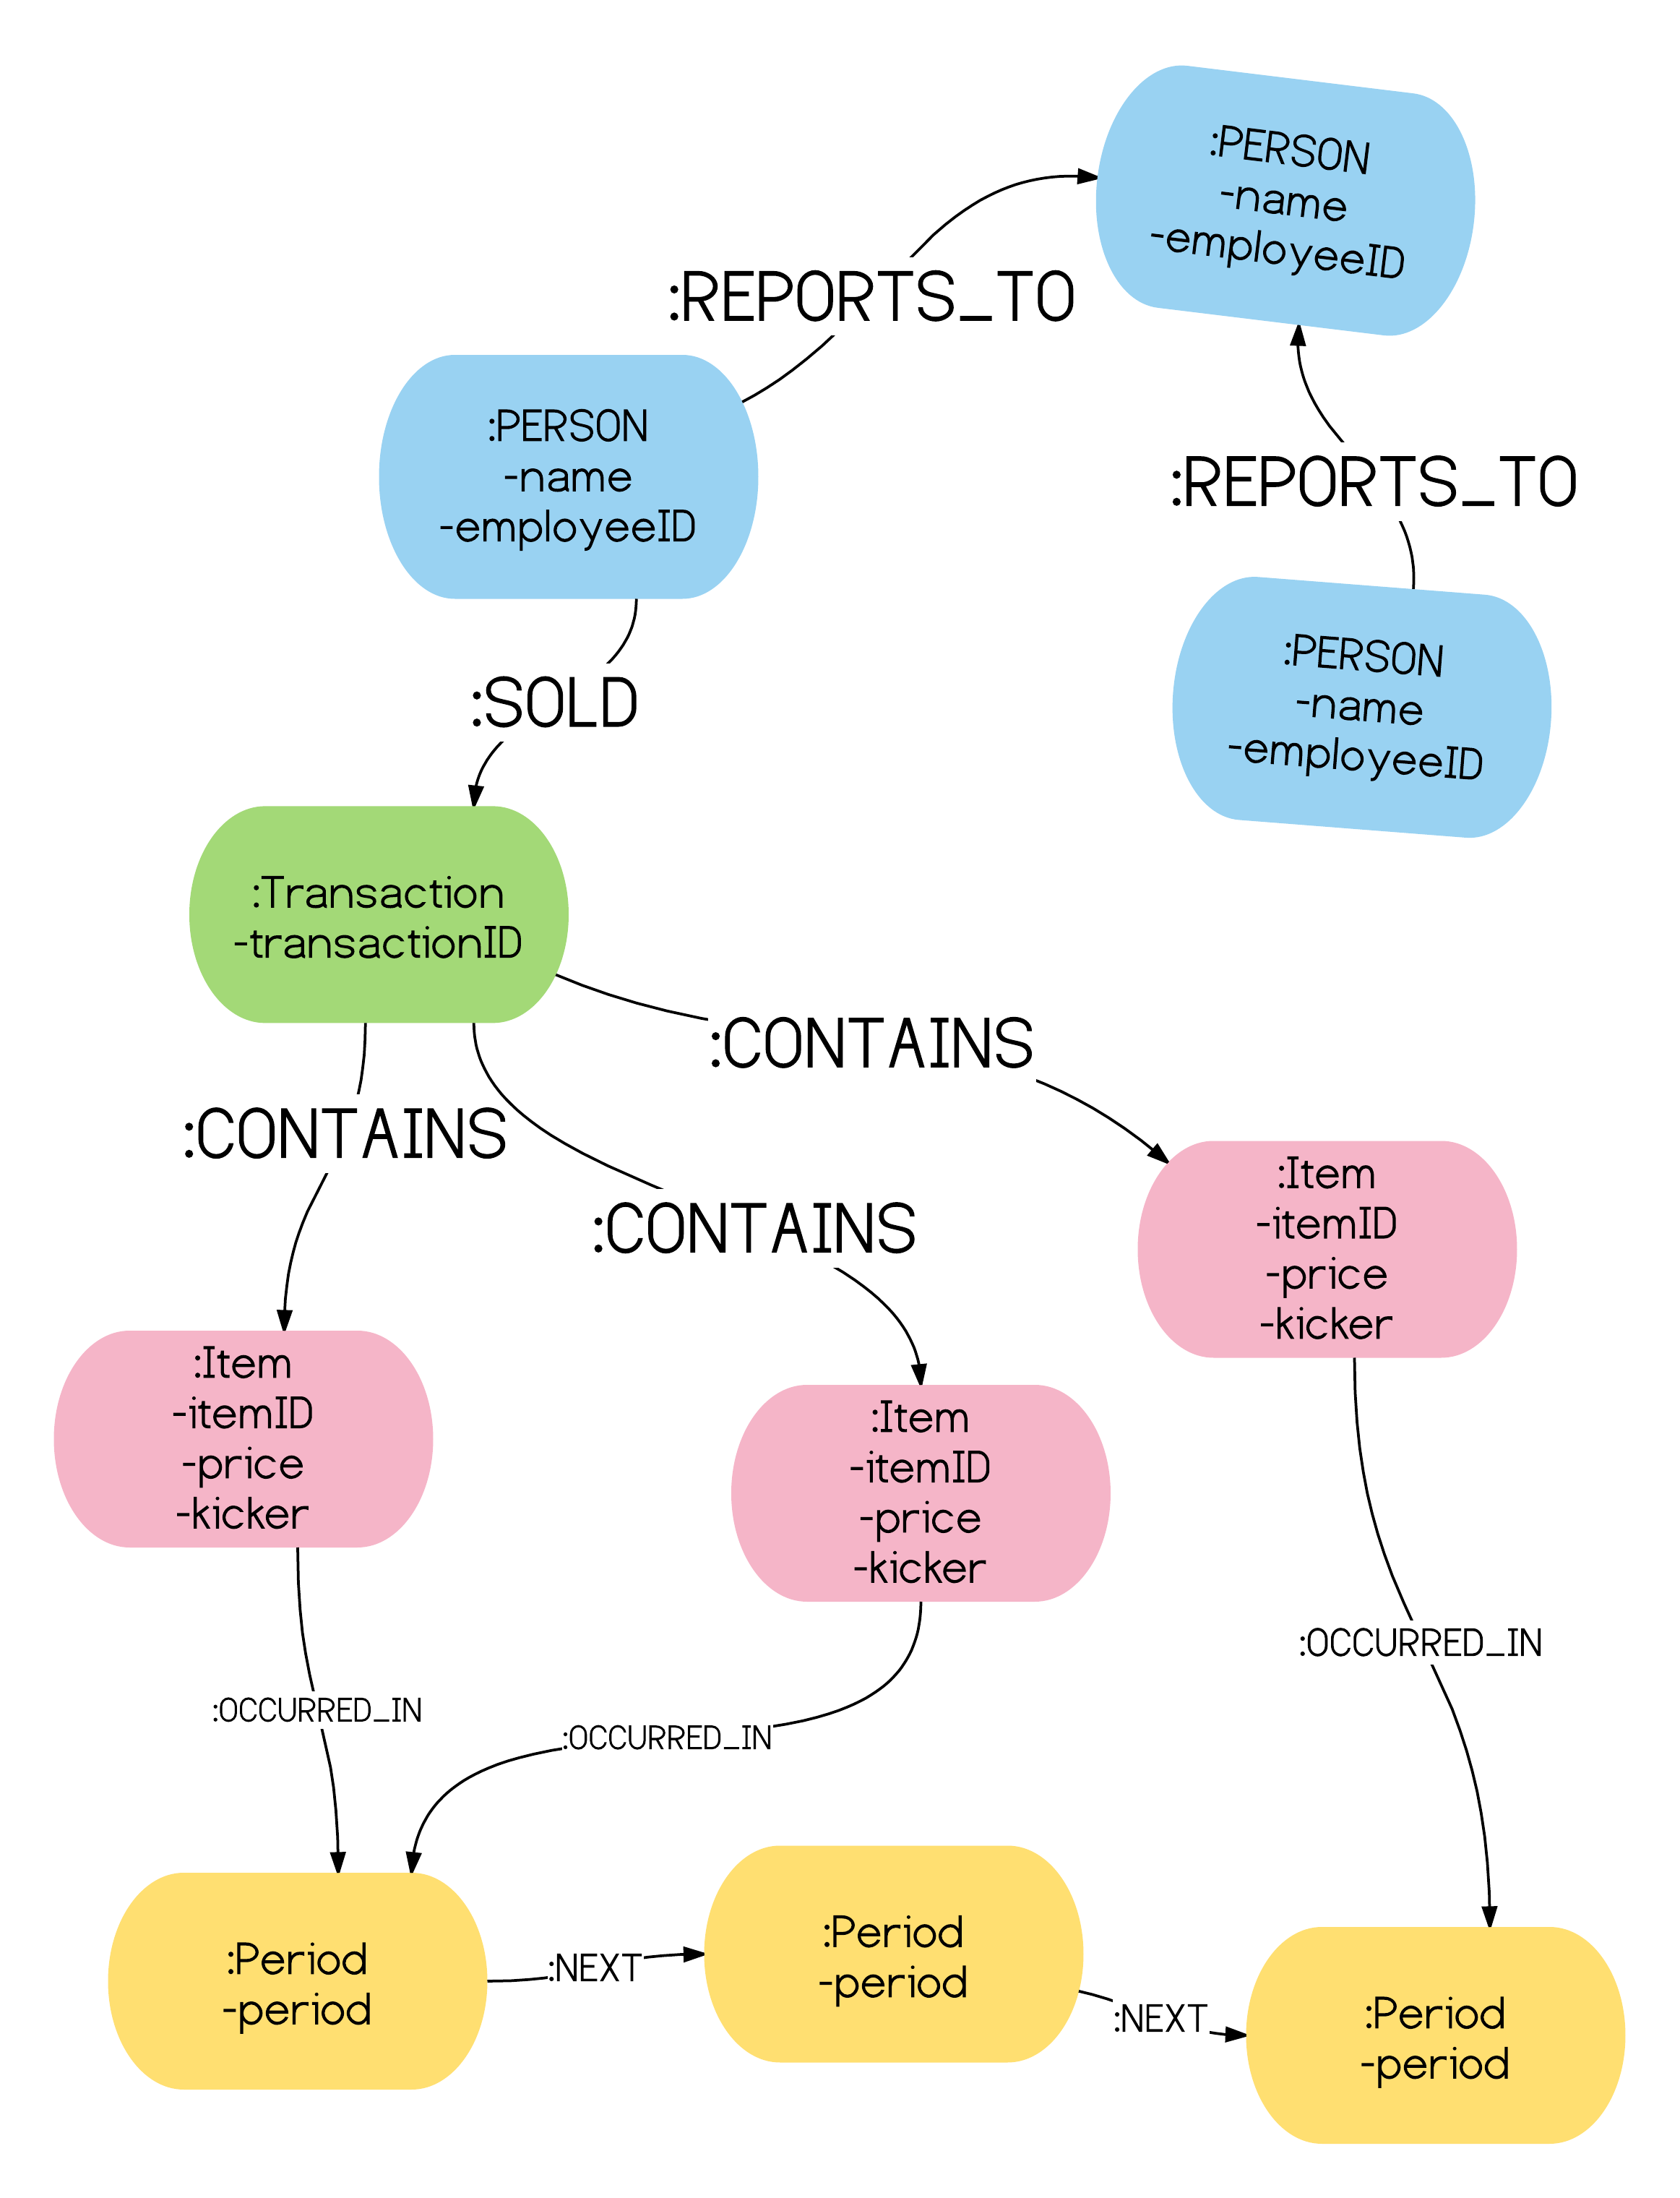 :PERSON
-name
-employeeID
:REPORTS_TO
:PERSON
-name
-employeeID
:REPORTS_TO
:PERSON
-name
-employeeID
:SOLD
:Transaction
-transactionID
:CONTAINS
:CONTAINS
:CONTAINS
:Item
-itemID
-price
-kicker
:Item
-itemID
-price
-kicker
:Item
-itemID
-price
-kicker
:OCCURRED_IN
:OCCURRED_IN
:OCCURRED_IN
:Period
-period
:NEXT
:Period
-period
:NEXT
:Period
-period